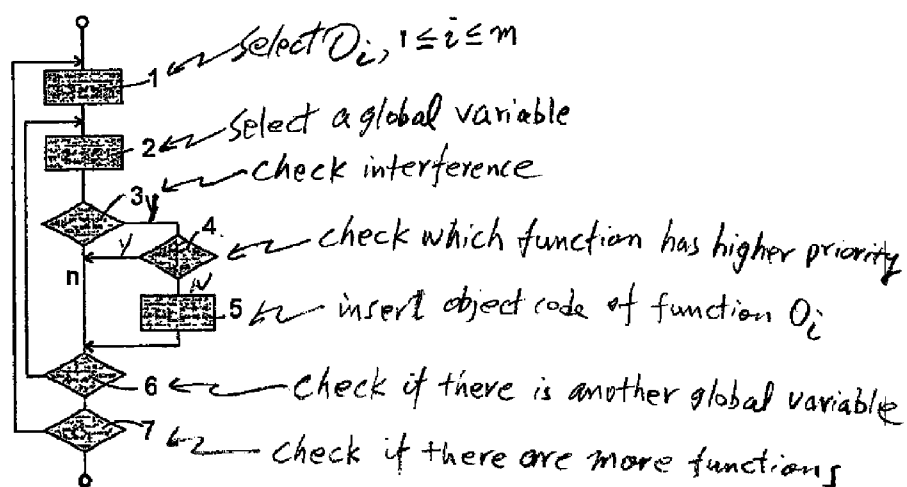 1 select O_i, 1 ≤ i ≤ m
2 select a global variable
3 y check interference
y 4. check which function has higher priority
n N
5 insert object code of function O_i
6 check if there is another global variable
7 check if there are more functions